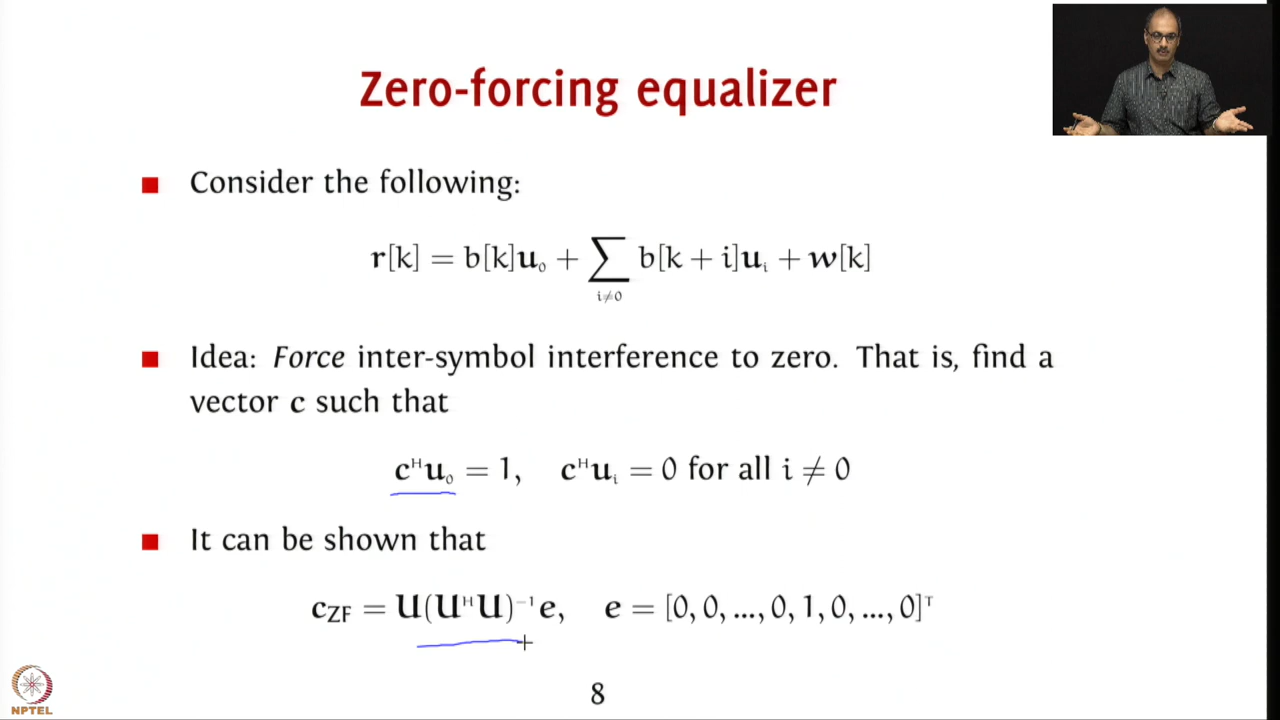 Zero-forcing equalizer
Consider the following:
r[k] = b[k]u₀ + ∑ b[k + i]uᵢ + w[k]
i≠0
Idea: Force inter-symbol interference to zero. That is, find a
vector c such that
cᴴu₀ = 1, cᴴuᵢ = 0 for all i ≠ 0
It can be shown that
c_ZF = U(UᴴU)⁻¹e, e = [0, 0, ..., 0, 1, 0, ..., 0]ᵀ
NPTEL
8